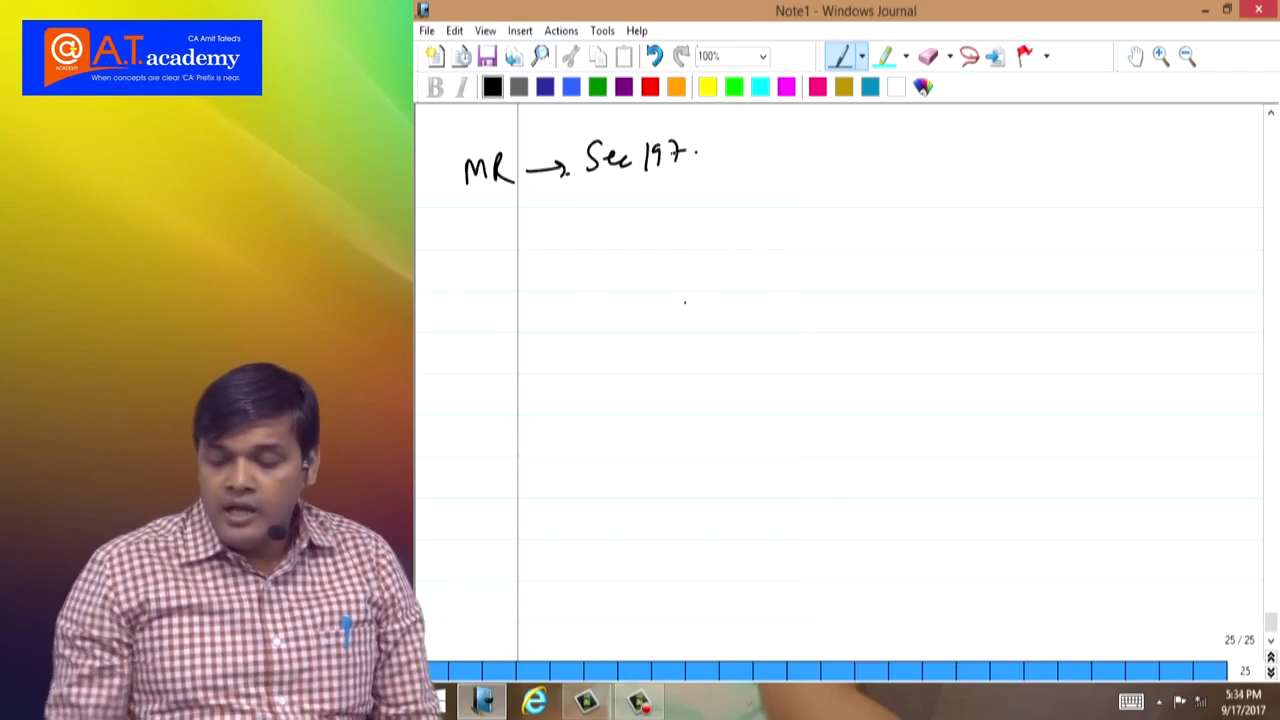 CA Amit Tated's
@ A.T. academy
ACADEMY
When concepts are clear 'CA' Prefix is near.
Note1 - Windows Journal
File Edit View Insert Actions Tools Help
100%
B I
MR → Sec 197.
25 / 25
25
5:34 PM
9/17/2017